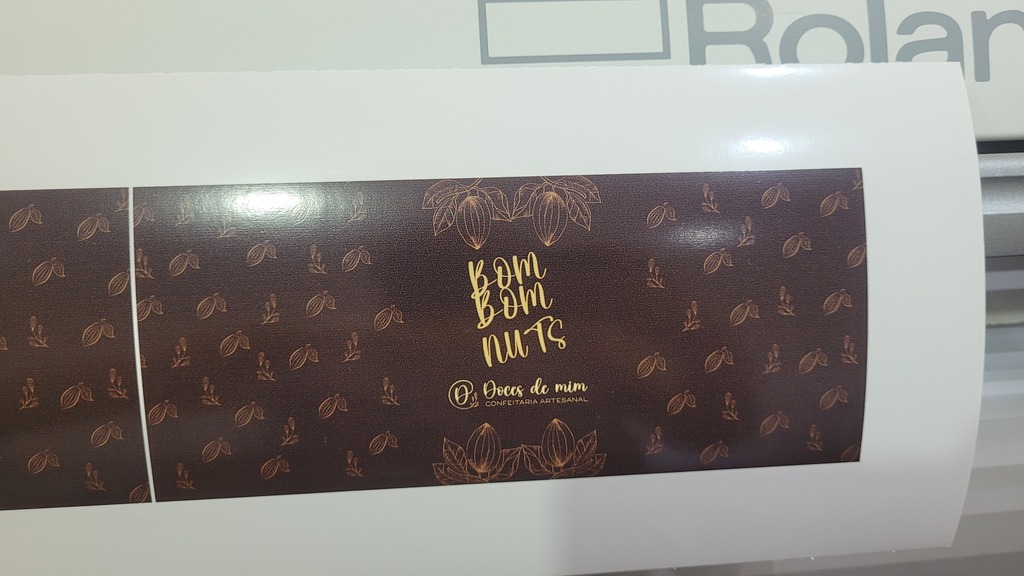 Rolan
BOM
BOM
NUTS
D Doces de mim
CONFEITARIA ARTESANAL